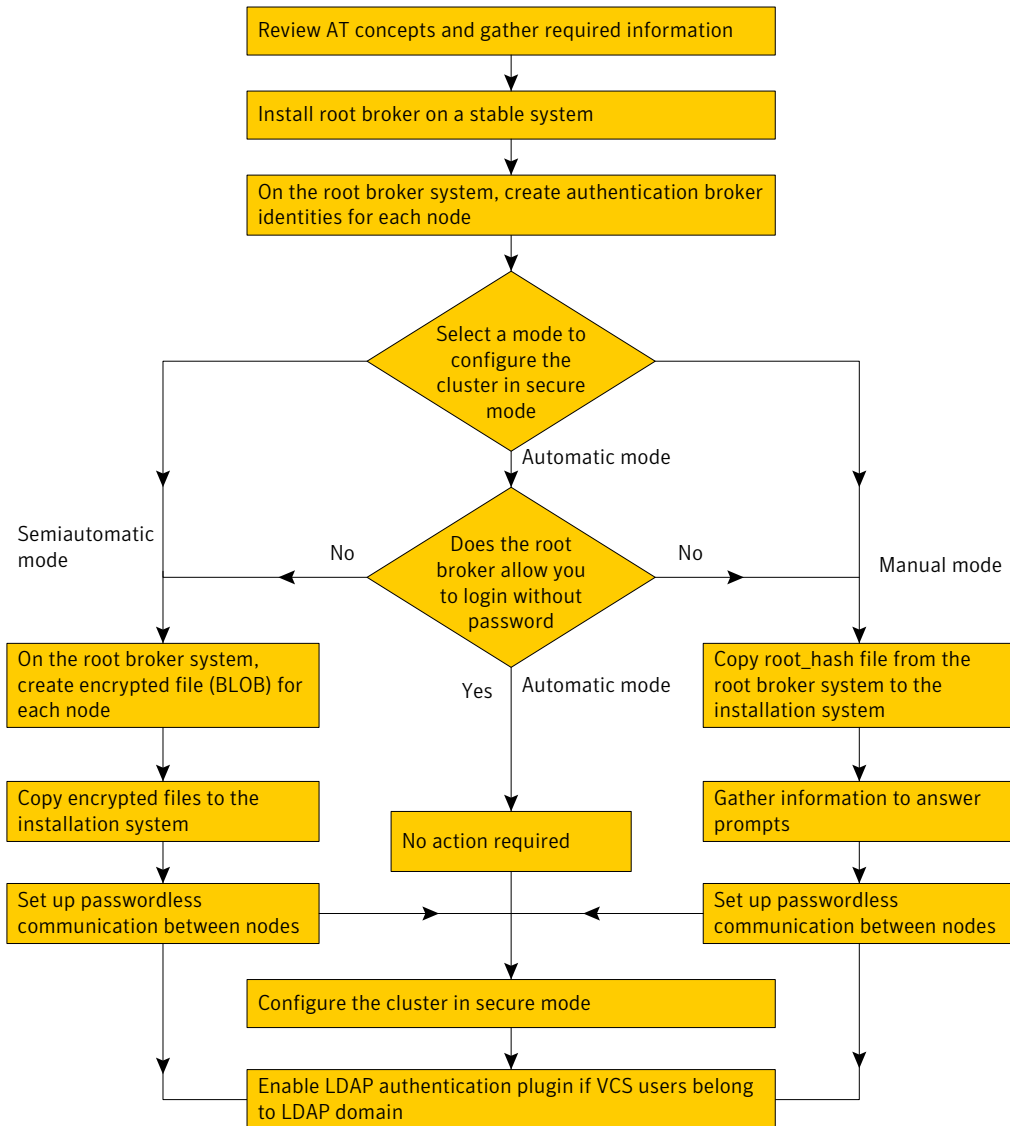 Review AT concepts and gather required information
Install root broker on a stable system
On the root broker system, create authentication broker
identities for each node
Select a mode to
configure the
cluster in secure
mode
Automatic mode
Semiautomatic
mode
No
Does the root
broker allow you
to login without
password
No
Manual mode
On the root broker system,
create encrypted file (BLOB) for
each node
Yes
Automatic mode
Copy root_hash file from the
root broker system to the
installation system
Copy encrypted files to the
installation system
No action required
Gather information to answer
prompts
Set up passwordless
communication between nodes
Set up passwordless
communication between nodes
Configure the cluster in secure mode
Enable LDAP authentication plugin if VCS users belong
to LDAP domain